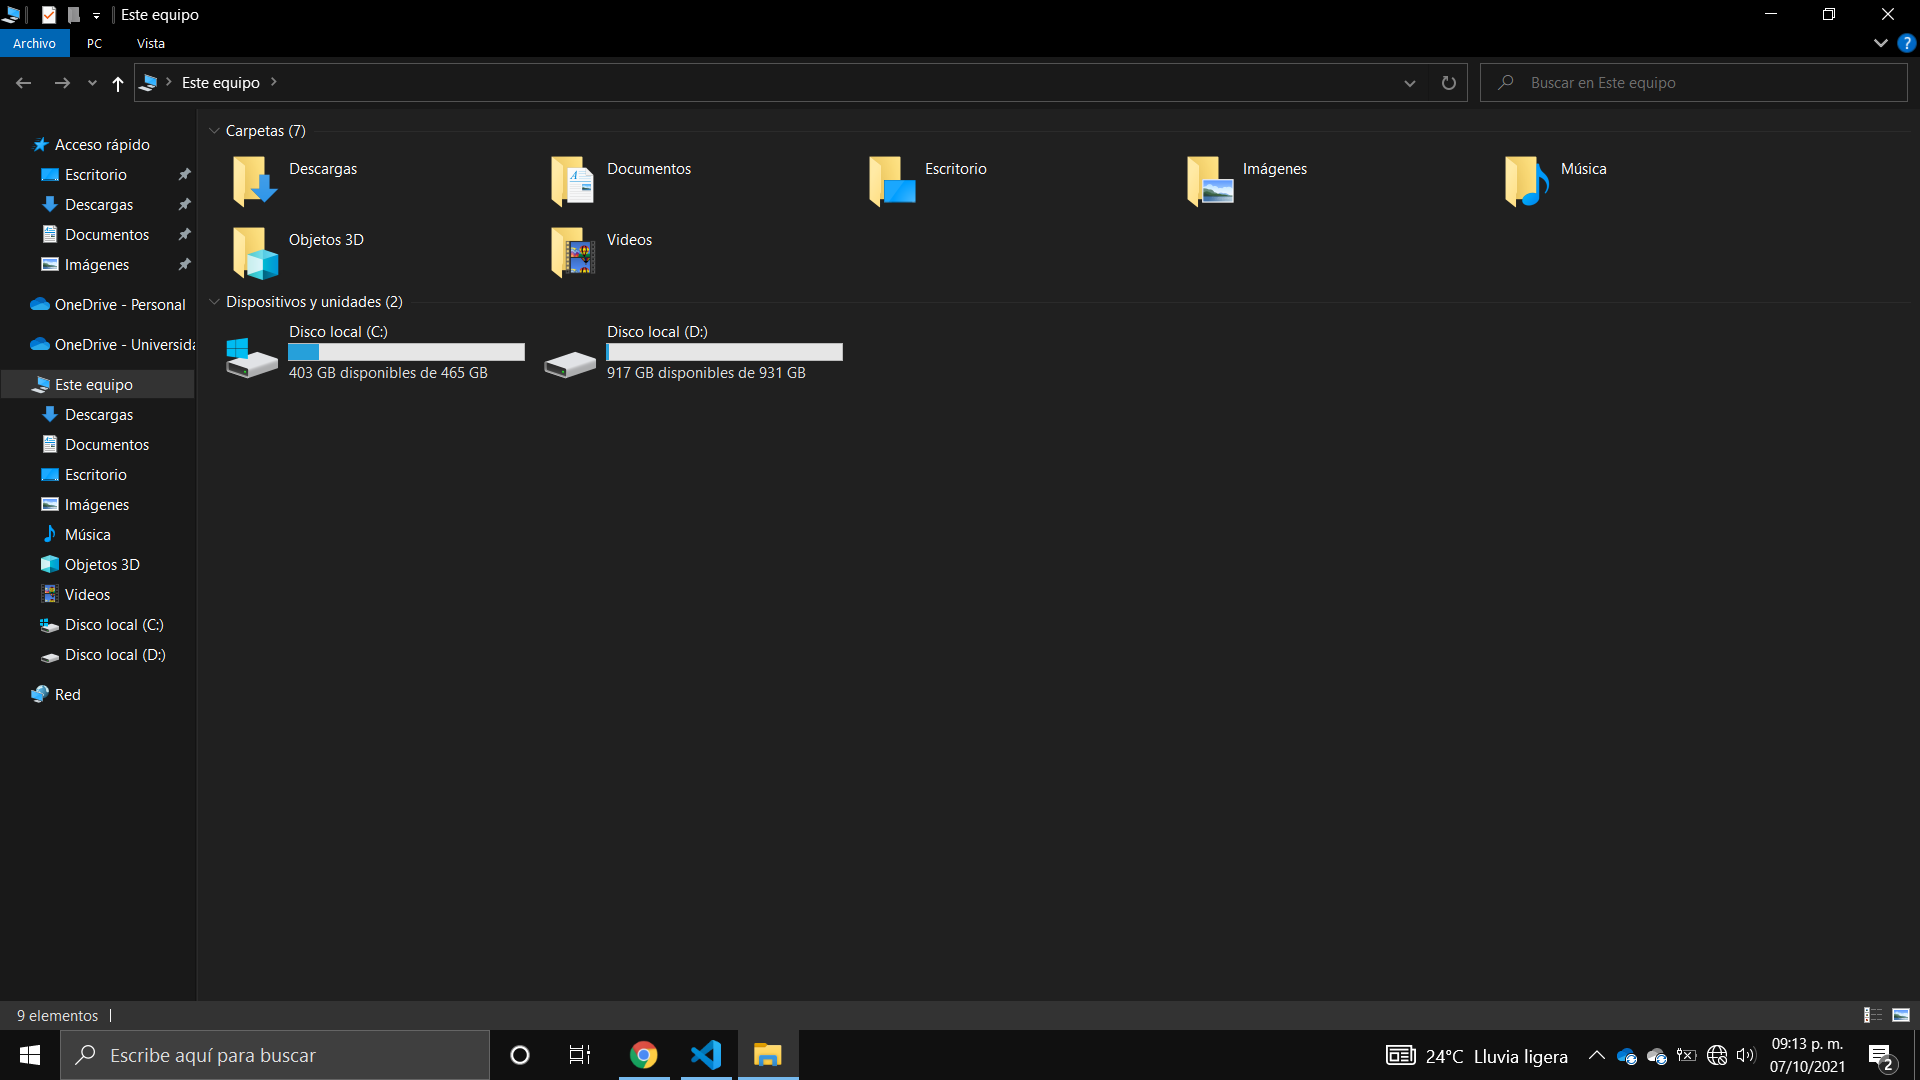 Este equipo
Archivo
PC
Vista
?
Este equipo
Buscar en Este equipo
Acceso rápido
Escritorio
Descargas
Documentos
Imágenes
OneDrive - Personal
OneDrive - Universida
Este equipo
Descargas
Documentos
Escritorio
Imágenes
Música
Objetos 3D
Videos
Disco local (C:)
Disco local (D:)
Red
Carpetas (7)
Descargas
Documentos
Escritorio
Imágenes
Música
Objetos 3D
Videos
Dispositivos y unidades (2)
Disco local (C:)
403 GB disponibles de 465 GB
Disco local (D:)
917 GB disponibles de 931 GB
9 elementos
Escribe aquí para buscar
24°C Lluvia ligera
09:13 p. m.
07/10/2021
2